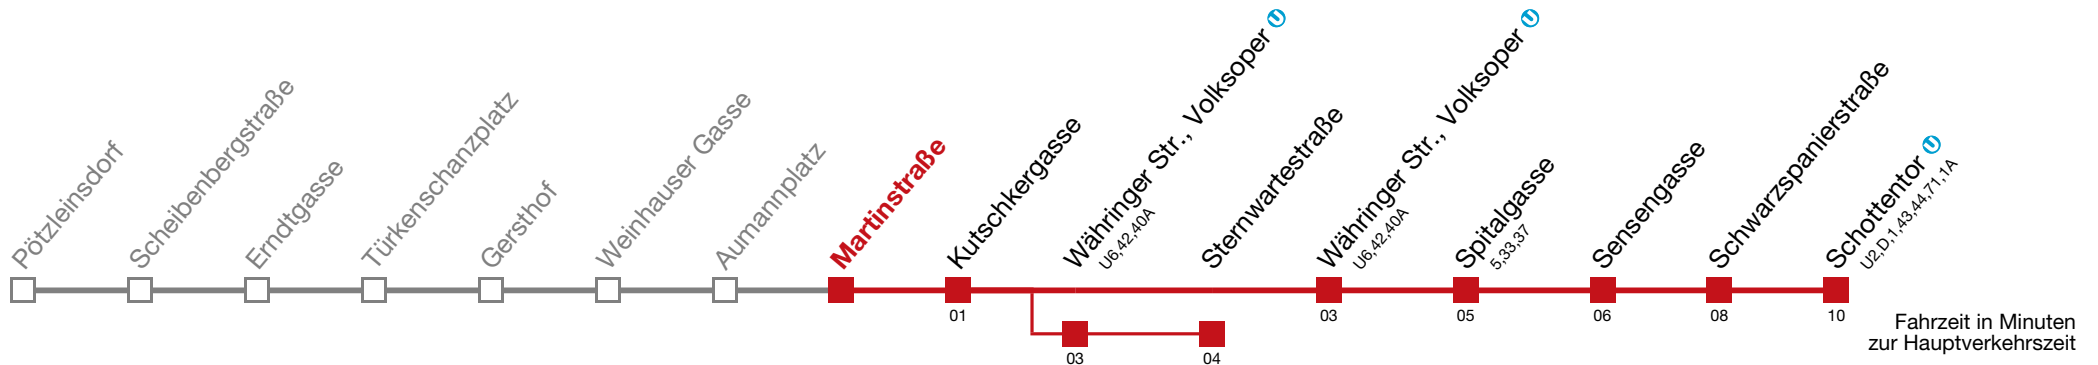 Pötzleinsdorf
Scheibenbergstraße
Erndtgasse
Türkenschanzplatz
Gersthof
Weinhauser Gasse
Aumannplatz
Martinstraße
Kutschkergasse
01
Währinger Str., Volksoper U
U6,42,40A
03
Sternwartestraße
04
Währinger Str., Volksoper U
U6,42,40A
03
Spitalgasse
5,33,37
05
Sensengasse
06
Schwarzspanierstraße
08
Schottentor U
U2,D,1,43,44,71,1A
10
Fahrzeit in Minuten
zur Hauptverkehrszeit